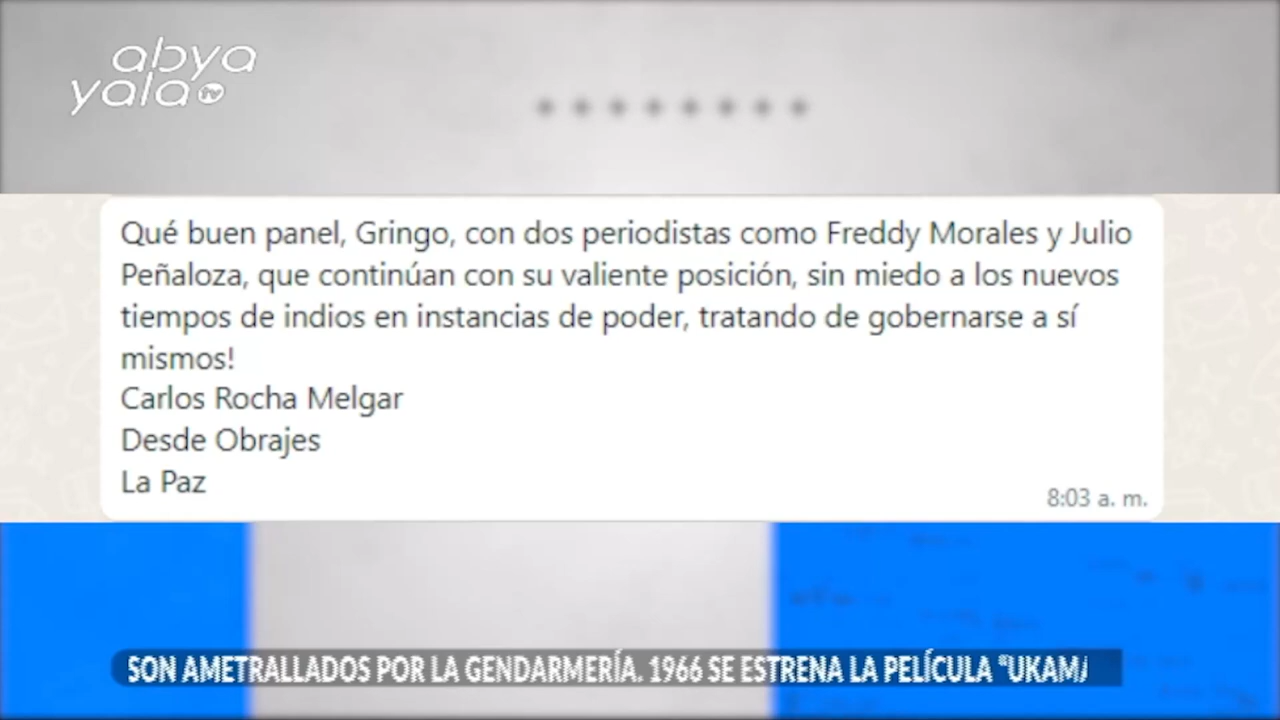 abya
yala tv
Qué buen panel, Gringo, con dos periodistas como Freddy Morales y Julio
Peñaloza, que continúan con su valiente posición, sin miedo a los nuevos
tiempos de indios en instancias de poder, tratando de gobernarse a sí
mismos!
Carlos Rocha Melgar
Desde Obrajes
La Paz
8:03 a. m.
SON AMETRALLADOS POR LA GENDARMERÍA. 1966 SE ESTRENA LA PELÍCULA "UKAMA